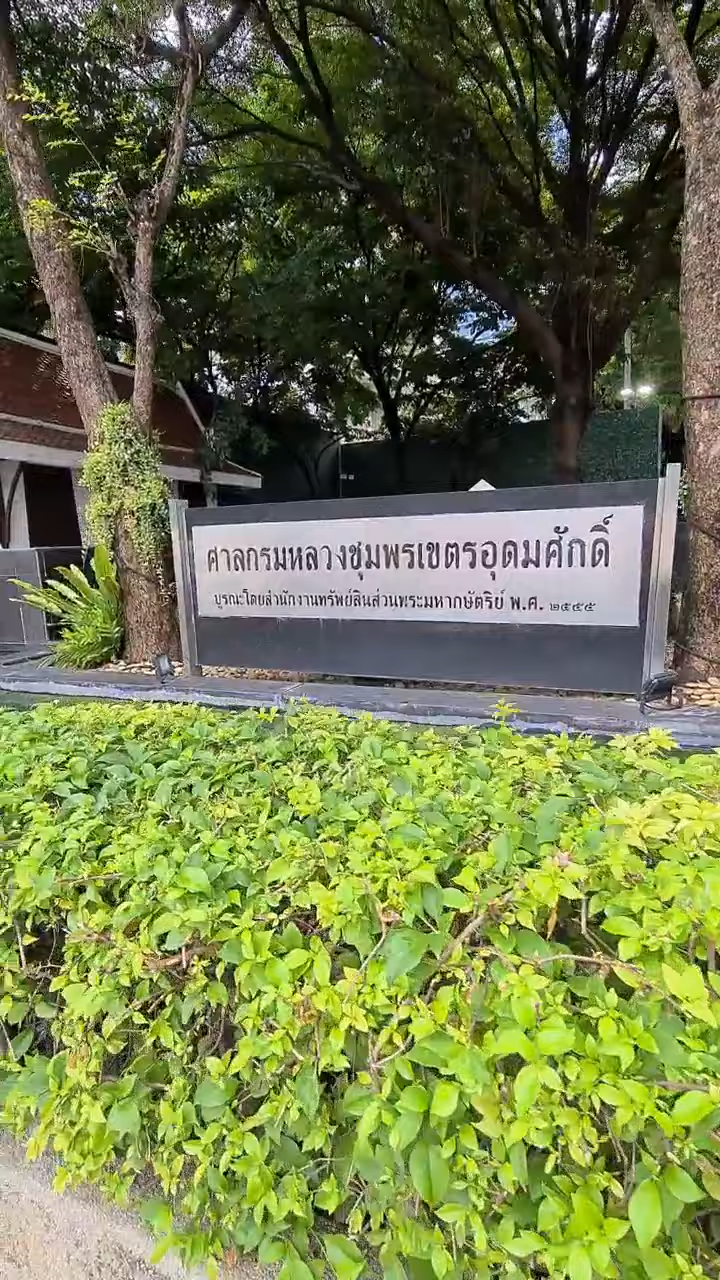 ศาลกรมหลวงชุมพรเขตรอุดมศักดิ์
บูรณะโดยสำนักงานทรัพย์สินส่วนพระมหากษัตริย์ พ.ศ. ๒๕๕๕